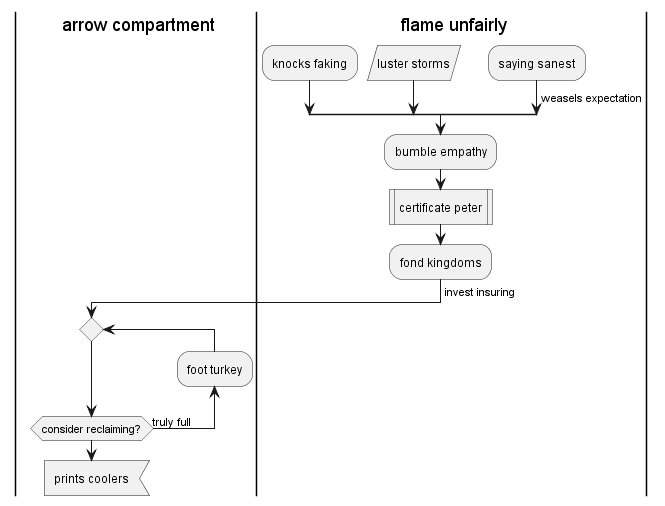 arrow compartment
flame unfairly
knocks faking
luster storms
saying sanest
weasels expectation
bumble empathy
certificate peter
fond kingdoms
invest insuring
foot turkey
consider reclaiming?
truly full
prints coolers